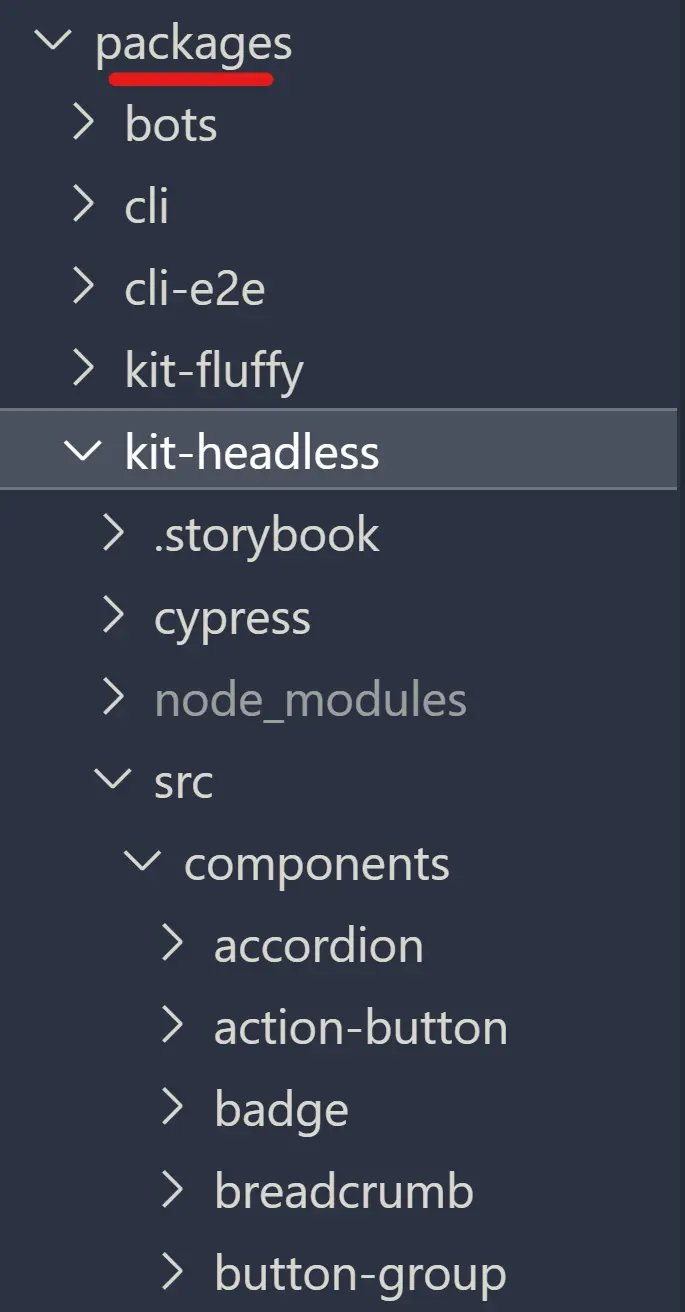 packages
bots
cli
cli-e2e
kit-fluffy
kit-headless
.storybook
cypress
node_modules
src
components
accordion
action-button
badge
breadcrumb
button-group